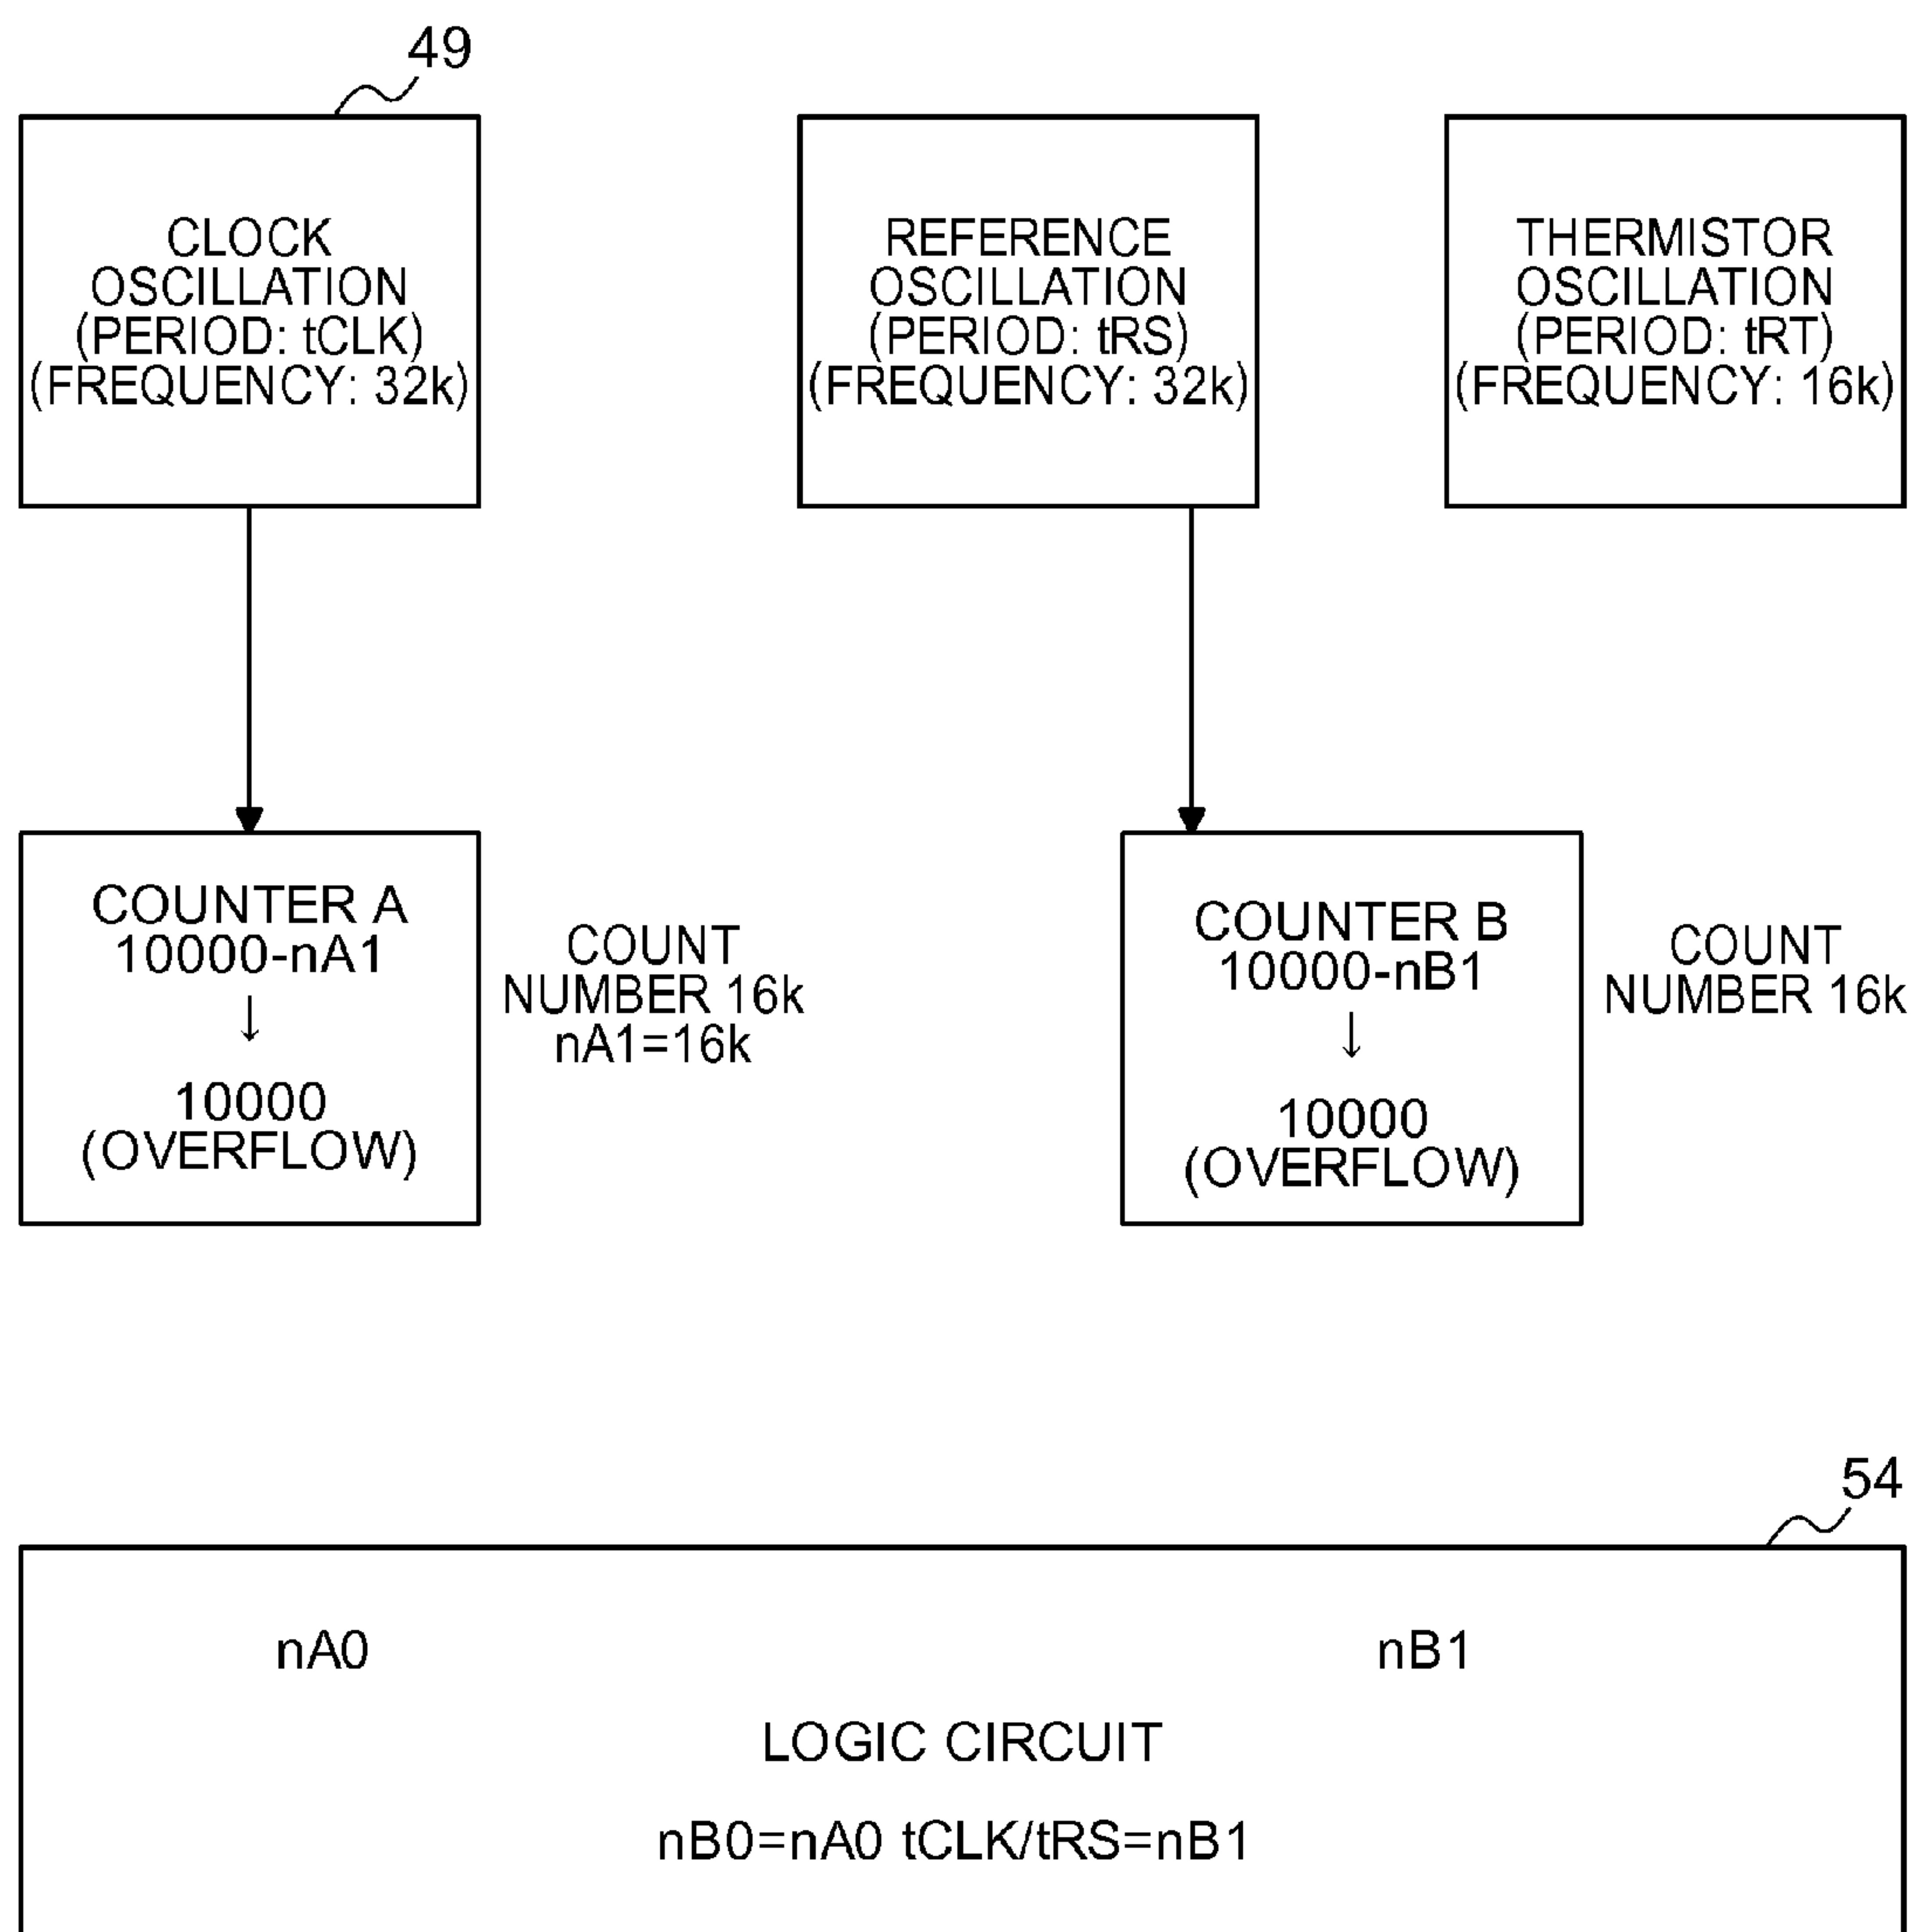 49
CLOCK
OSCILLATION
(PERIOD: tCLK)
(FREQUENCY: 32k)
REFERENCE
OSCILLATION
(PERIOD: tRS)
(FREQUENCY: 32k)
THERMISTOR
OSCILLATION
(PERIOD: tRT)
(FREQUENCY: 16k)
COUNTER A
10000-nA1
↓
10000
(OVERFLOW)
COUNT
NUMBER 16k
nA1=16k
COUNTER B
10000-nB1
↓
10000
(OVERFLOW)
COUNT
NUMBER 16k
54
nA0
nB1
LOGIC CIRCUIT
nB0=nA0 tCLK/tRS=nB1